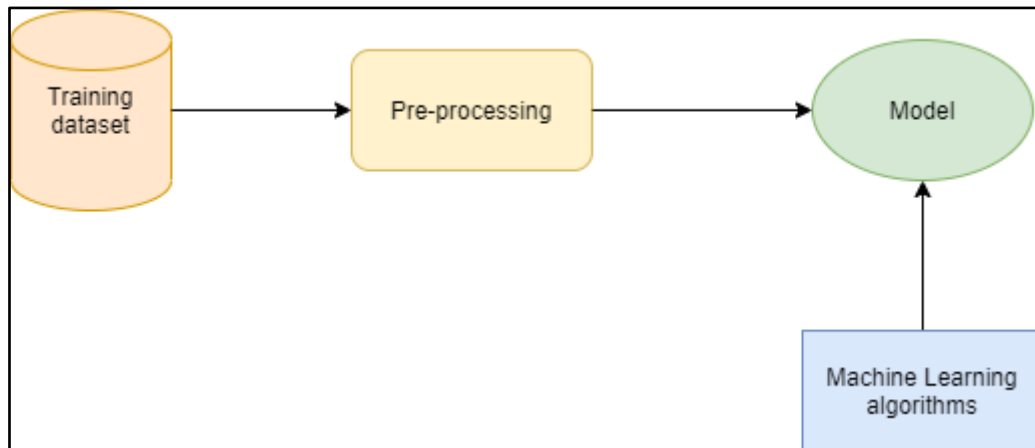 Training
dataset
Pre-processing
Model
Machine Learning
algorithms